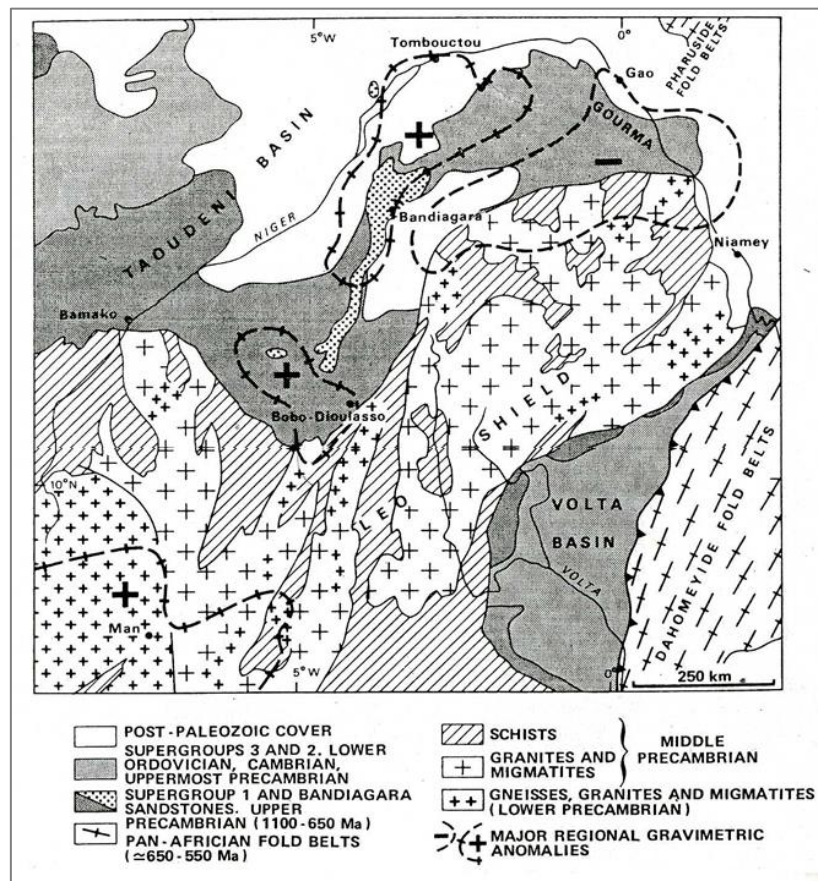 5°W
0°
Tombouctou
Gao
PHARUSIDE
FOLD BELTS
GOURMA
BASIN
TAOUDENI
NIGER
Bandiagara
Niamey
Bamako
Bobo-Dioulasso
SHIELD
LEO
10°N
VOLTA
BASIN
VOLTA
DAHOMEYIDE FOLD BELTS
Man
5°W
0°
250 km
POST-PALEOZOIC COVER
SUPERGROUPS 3 AND 2. LOWER
ORDOVICIAN, CAMBRIAN,
UPPERMOST PRECAMBRIAN
SUPERGROUP 1 AND BANDIAGARA
SANDSTONES. UPPER
PRECAMBRIAN (1100-650 Ma)
PAN-AFRICAN FOLD BELTS
(≃650-550 Ma)
SCHISTS
GRANITES AND
MIGMATITES
MIDDLE
PRECAMBRIAN
GNEISSES, GRANITES AND MIGMATITES
(LOWER PRECAMBRIAN)
MAJOR REGIONAL GRAVIMETRIC
ANOMALIES